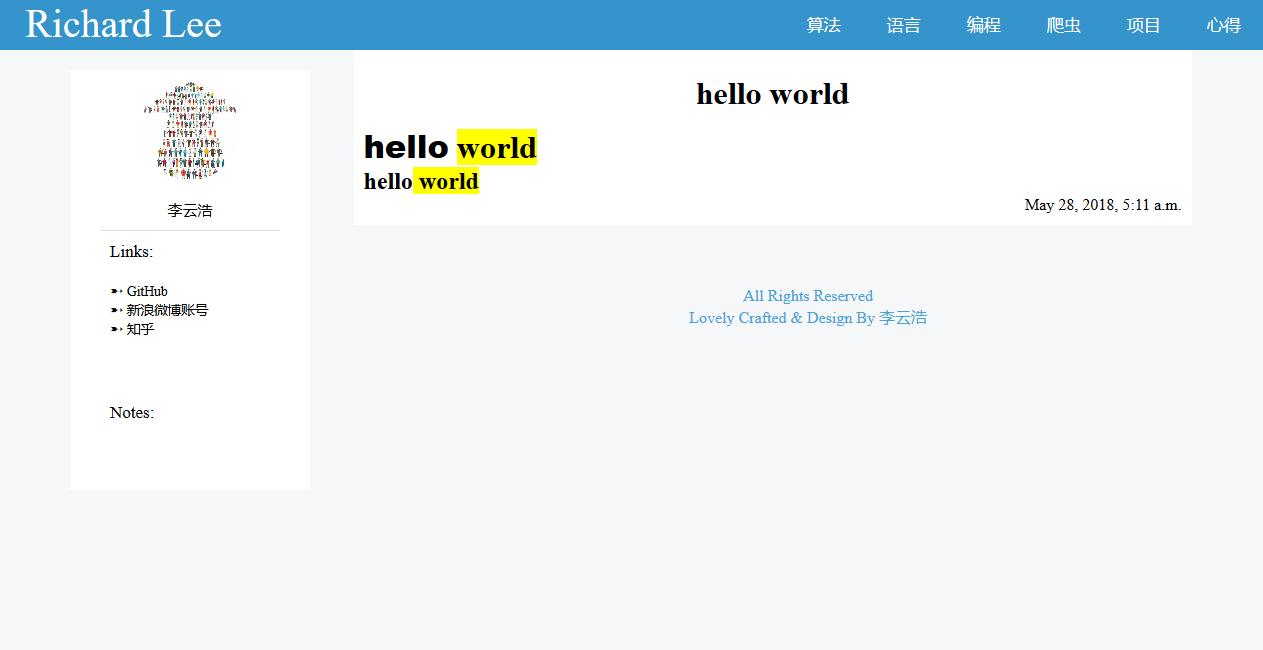 Richard Lee
算法 语言 编程 爬虫 项目 心得
李云浩
Links:
➼ GitHub
➼ 新浪微博账号
➼ 知乎
Notes:
hello world
hello world
hello world
May 28, 2018, 5:11 a.m.
All Rights Reserved
Lovely Crafted & Design By 李云浩